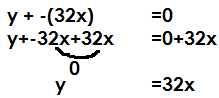 y + -(32x) =0
y+-32x+32x =0+32x
0
y =32x